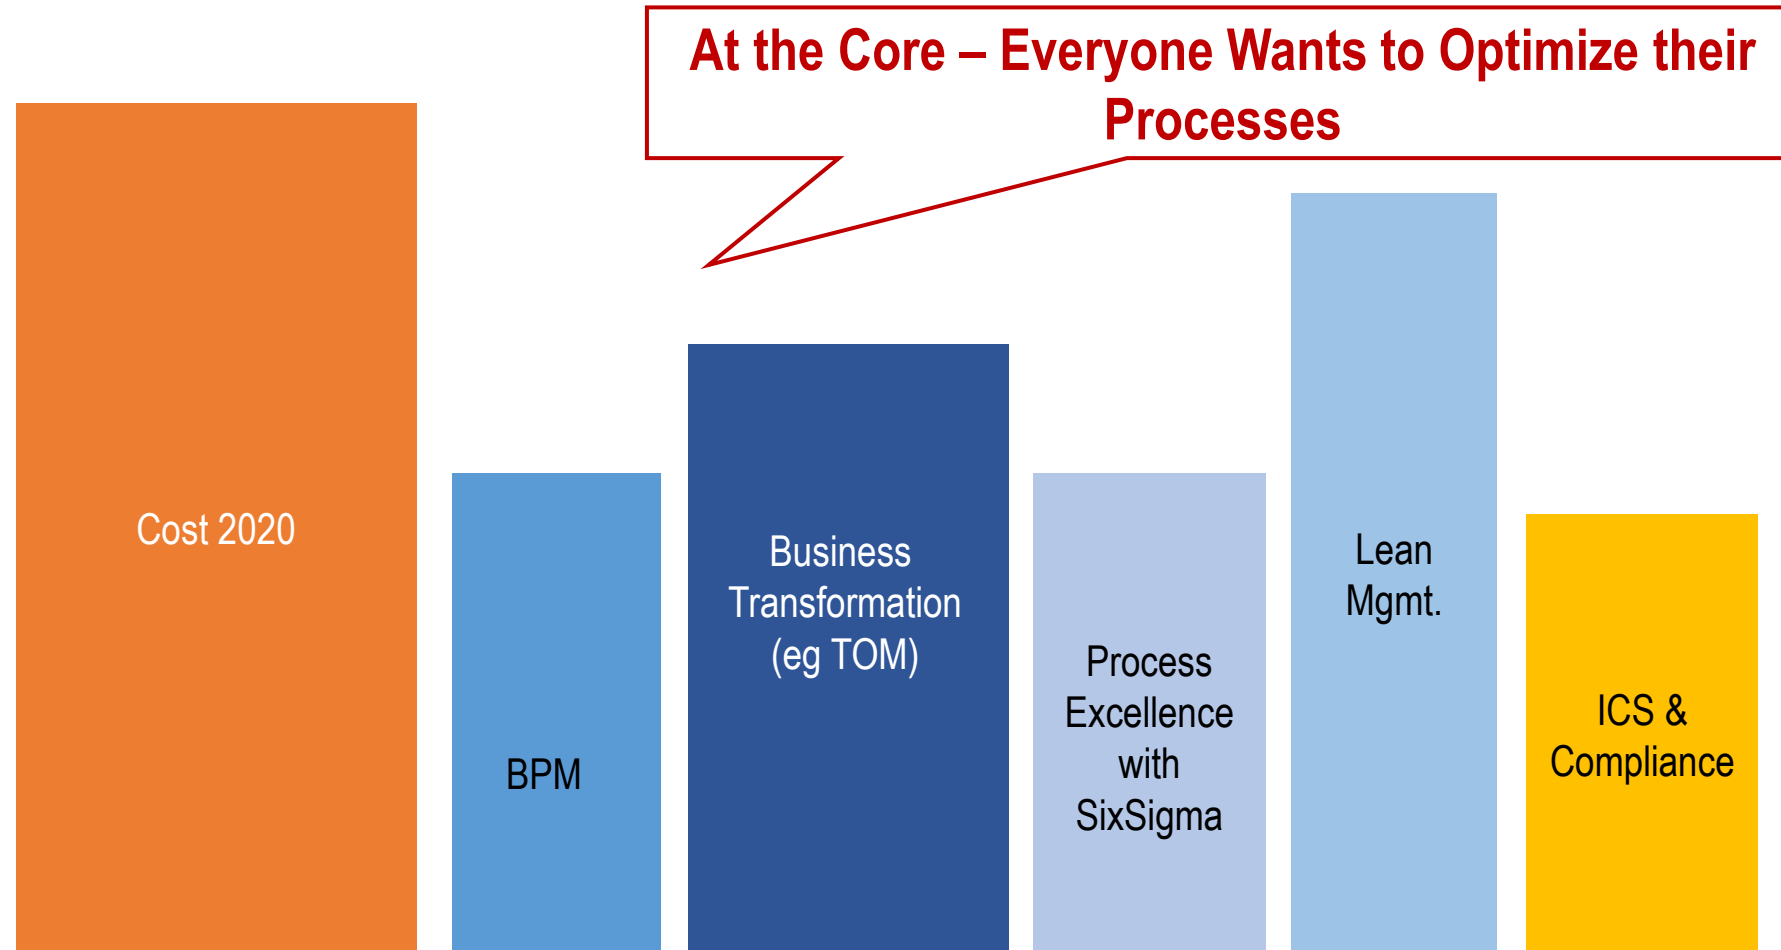 At the Core – Everyone Wants to Optimize their
Processes
Cost 2020
BPM
Business
Transformation
(eg TOM)
Process
Excellence
with
SixSigma
Lean
Mgmt.
ICS &
Compliance